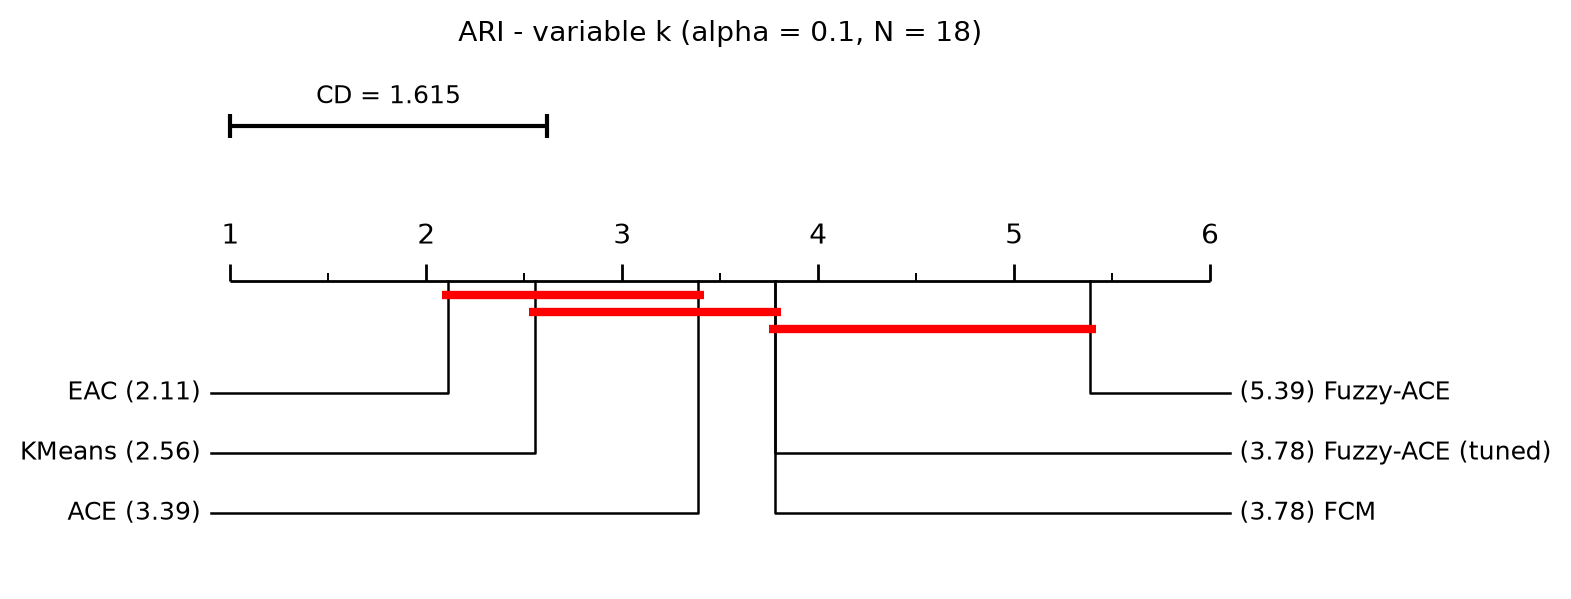 ARI - variable k (alpha = 0.1, N = 18)
CD = 1.615
1 2 3 4 5 6
EAC (2.11) (5.39) Fuzzy-ACE
KMeans (2.56) (3.78) Fuzzy-ACE (tuned)
ACE (3.39) (3.78) FCM